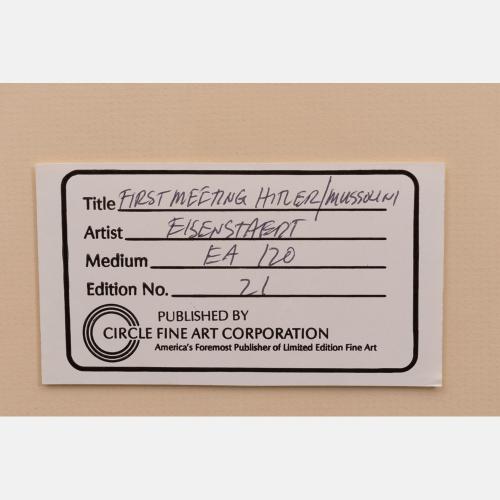 Title FIRST MEETING HITLER/MUSSOLINI
Artist EISENSTAEDT
Medium EA 120
Edition No. 21
PUBLISHED BY
CIRCLE FINE ART CORPORATION
America's Foremost Publisher of Limited Edition Fine Art